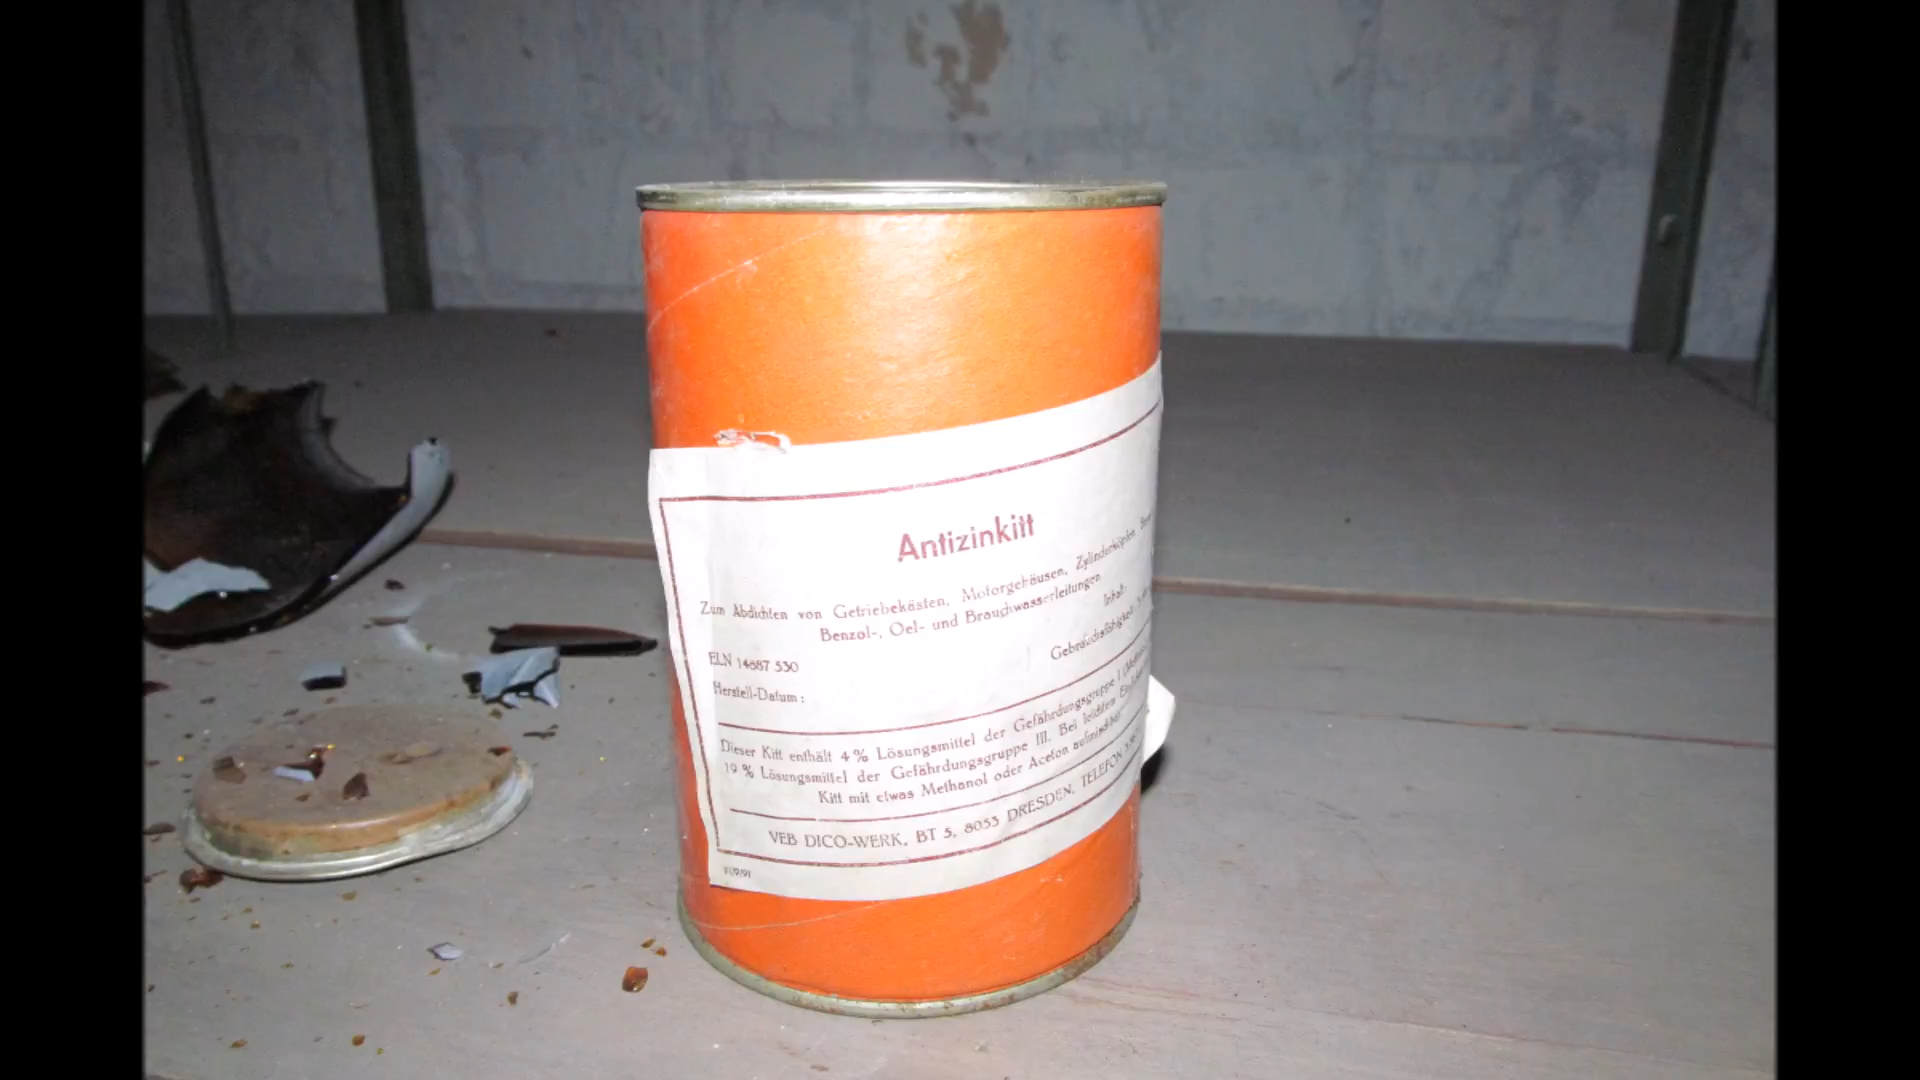 Antizinkitt
Zum Abdichten von Getriebekästen, Motorgehäusen, Zylinderköpfen,
Benzol-, Oel- und Brauchwasserleitungen
Inhalt:
ELN 14887 530
Gebrauchsfähigkeit:
Herstell-Datum:
Dieser Kitt enthält 4 % Lösungsmittel der Gefährdungsgruppe I
19 % Lösungsmittel der Gefährdungsgruppe III. Bei leichtem
Kitt mit etwas Methanol oder Aceton aufmischbar
VEB DICO-WERK, BT 5, 8053 DRESDEN, TELEFON